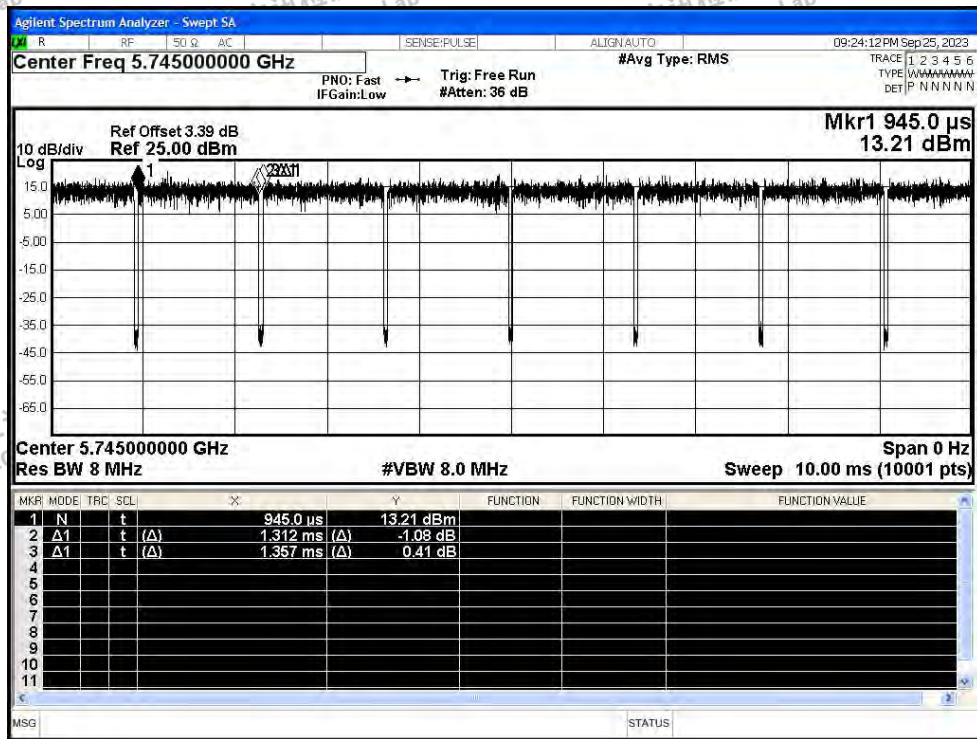 Agilent Spectrum Analyzer - Swept SA
LXI R RF 50 Ω AC SENSE:PULSE ALIGN AUTO 09:24:12 PM Sep 25, 2023
Center Freq 5.745000000 GHz #Avg Type: RMS TRACE 1 2 3 4 5 6
PNO: Fast Trig: Free Run TYPE WWWWWW
IFGain:Low #Atten: 36 dB DET P N N N N N
Mkr1 945.0 µs
Ref Offset 3.39 dB
10 dB/div Ref 25.00 dBm 13.21 dBm
Log
1
15.0
5.00
-5.00
-15.0
-25.0
-35.0
-45.0
-55.0
-65.0
Center 5.745000000 GHz Span 0 Hz
Res BW 8 MHz #VBW 8.0 MHz Sweep 10.00 ms (10001 pts)
MKR MODE TRC SCL X Y FUNCTION FUNCTION WIDTH FUNCTION VALUE
1 N t 945.0 µs 13.21 dBm
2 Δ1 t (Δ) 1.312 ms (Δ) -1.08 dB
3 Δ1 t (Δ) 1.357 ms (Δ) 0.41 dB
4
5
6
7
8
9
10
11
MSG STATUS